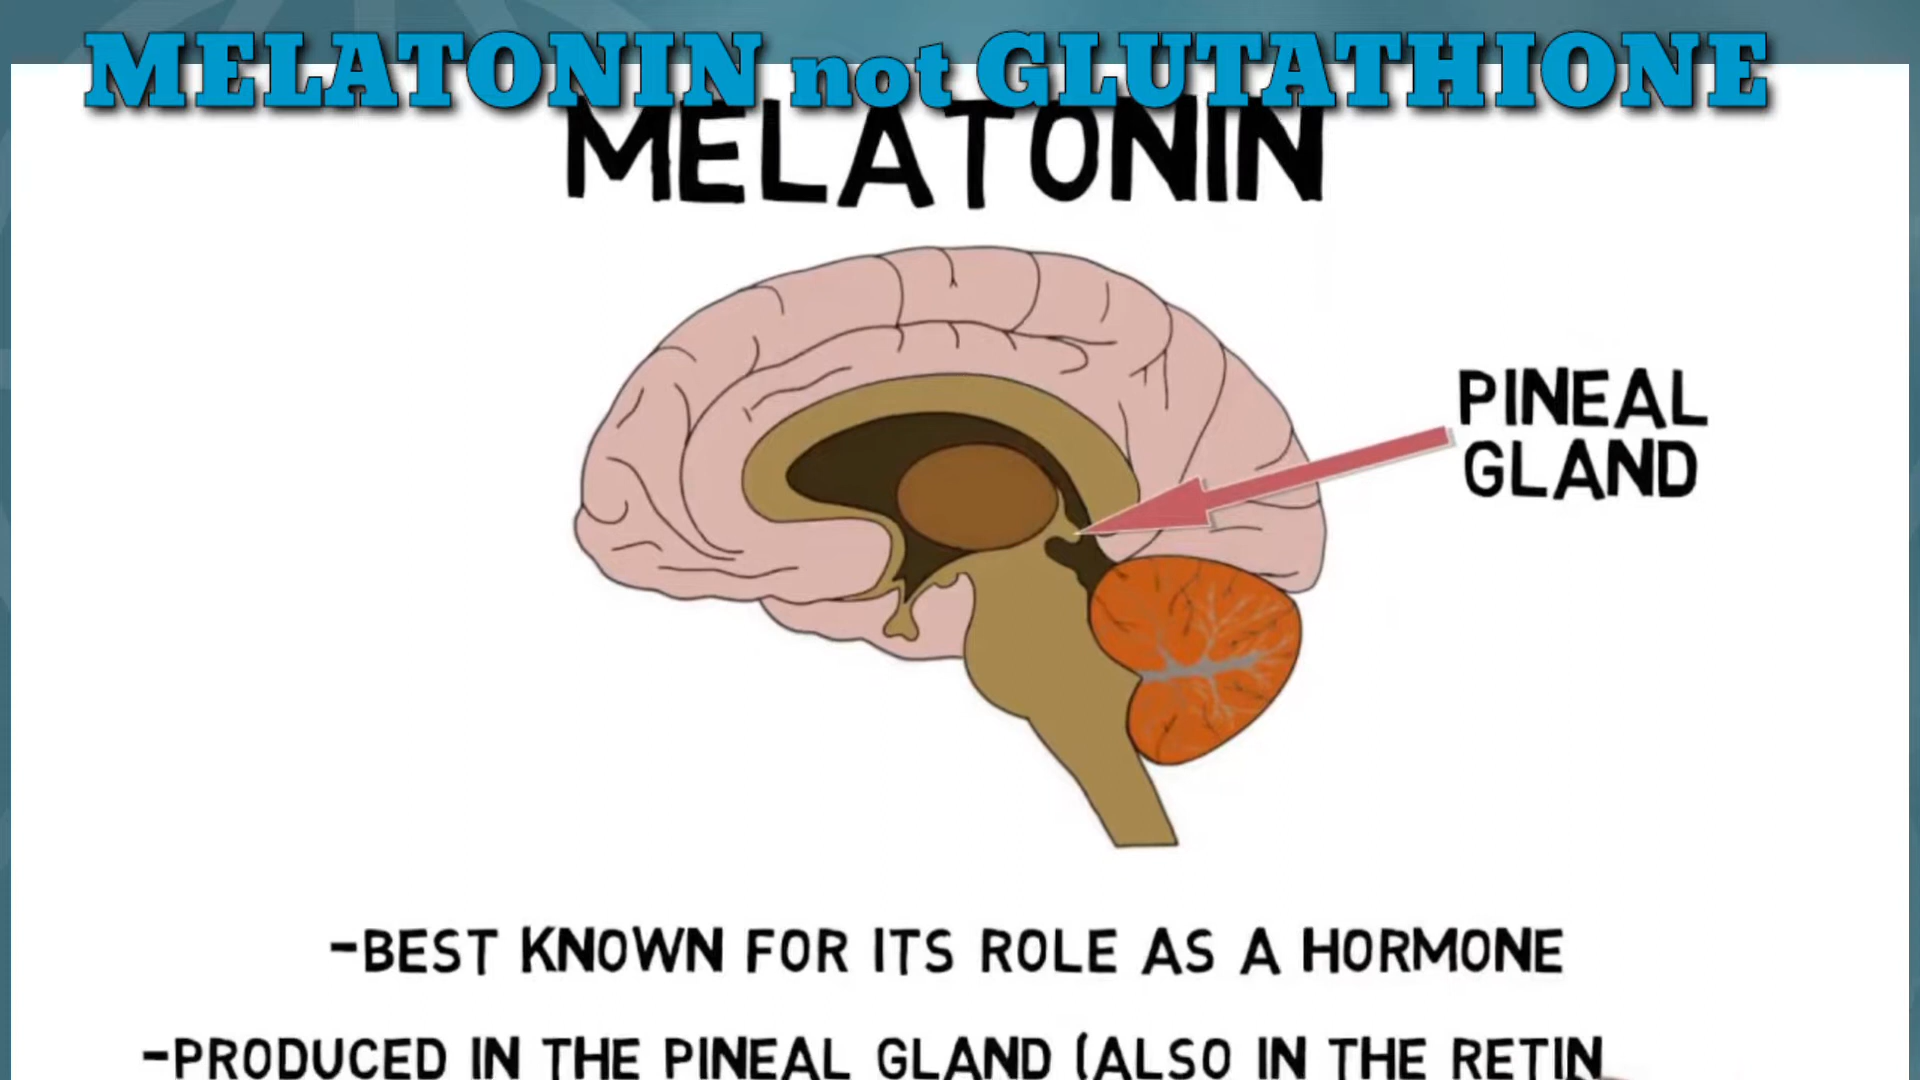 MELATONIN not GLUTATHIONE
MELATONIN
PINEAL
GLAND
-BEST KNOWN FOR ITS ROLE AS A HORMONE
-PRODUCED IN THE PINEAL GLAND (ALSO IN THE RETIN